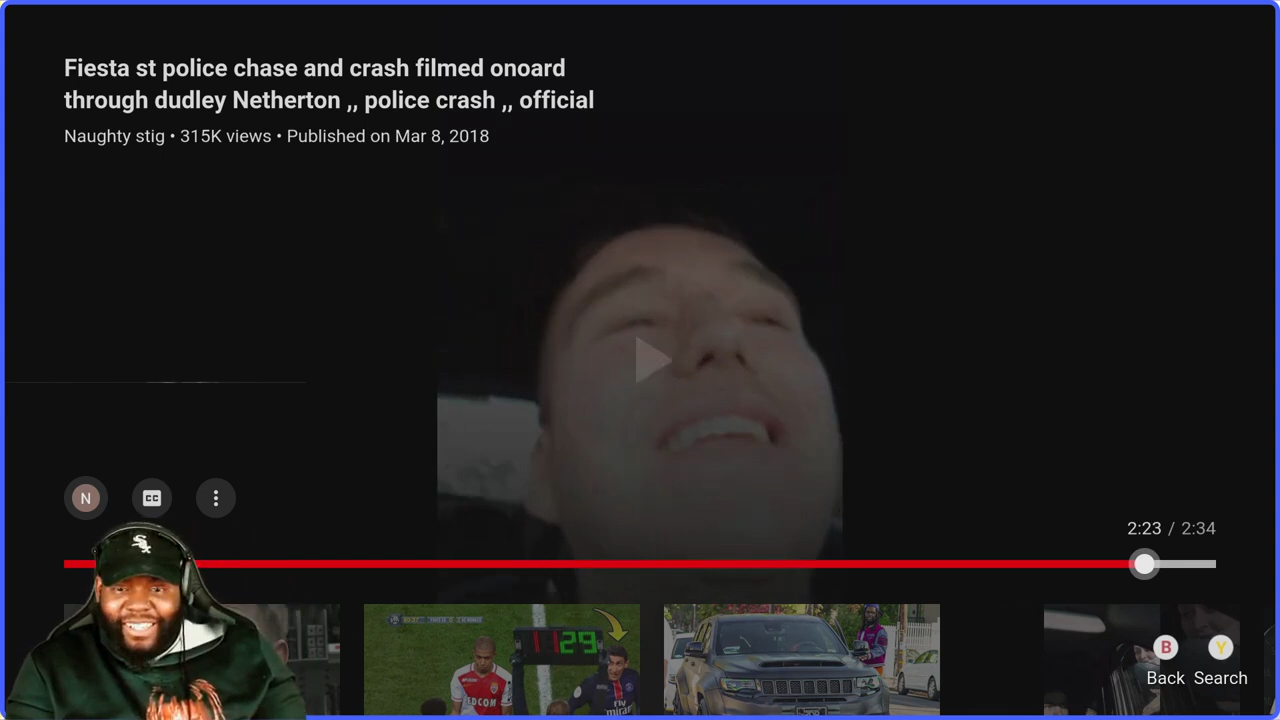 Fiesta st police chase and crash filmed onoard
through dudley Netherton ,, police crash ,, official
Naughty stig • 315K views • Published on Mar 8, 2018
N
CC
2:23 / 2:34
29
B Y
Back Search